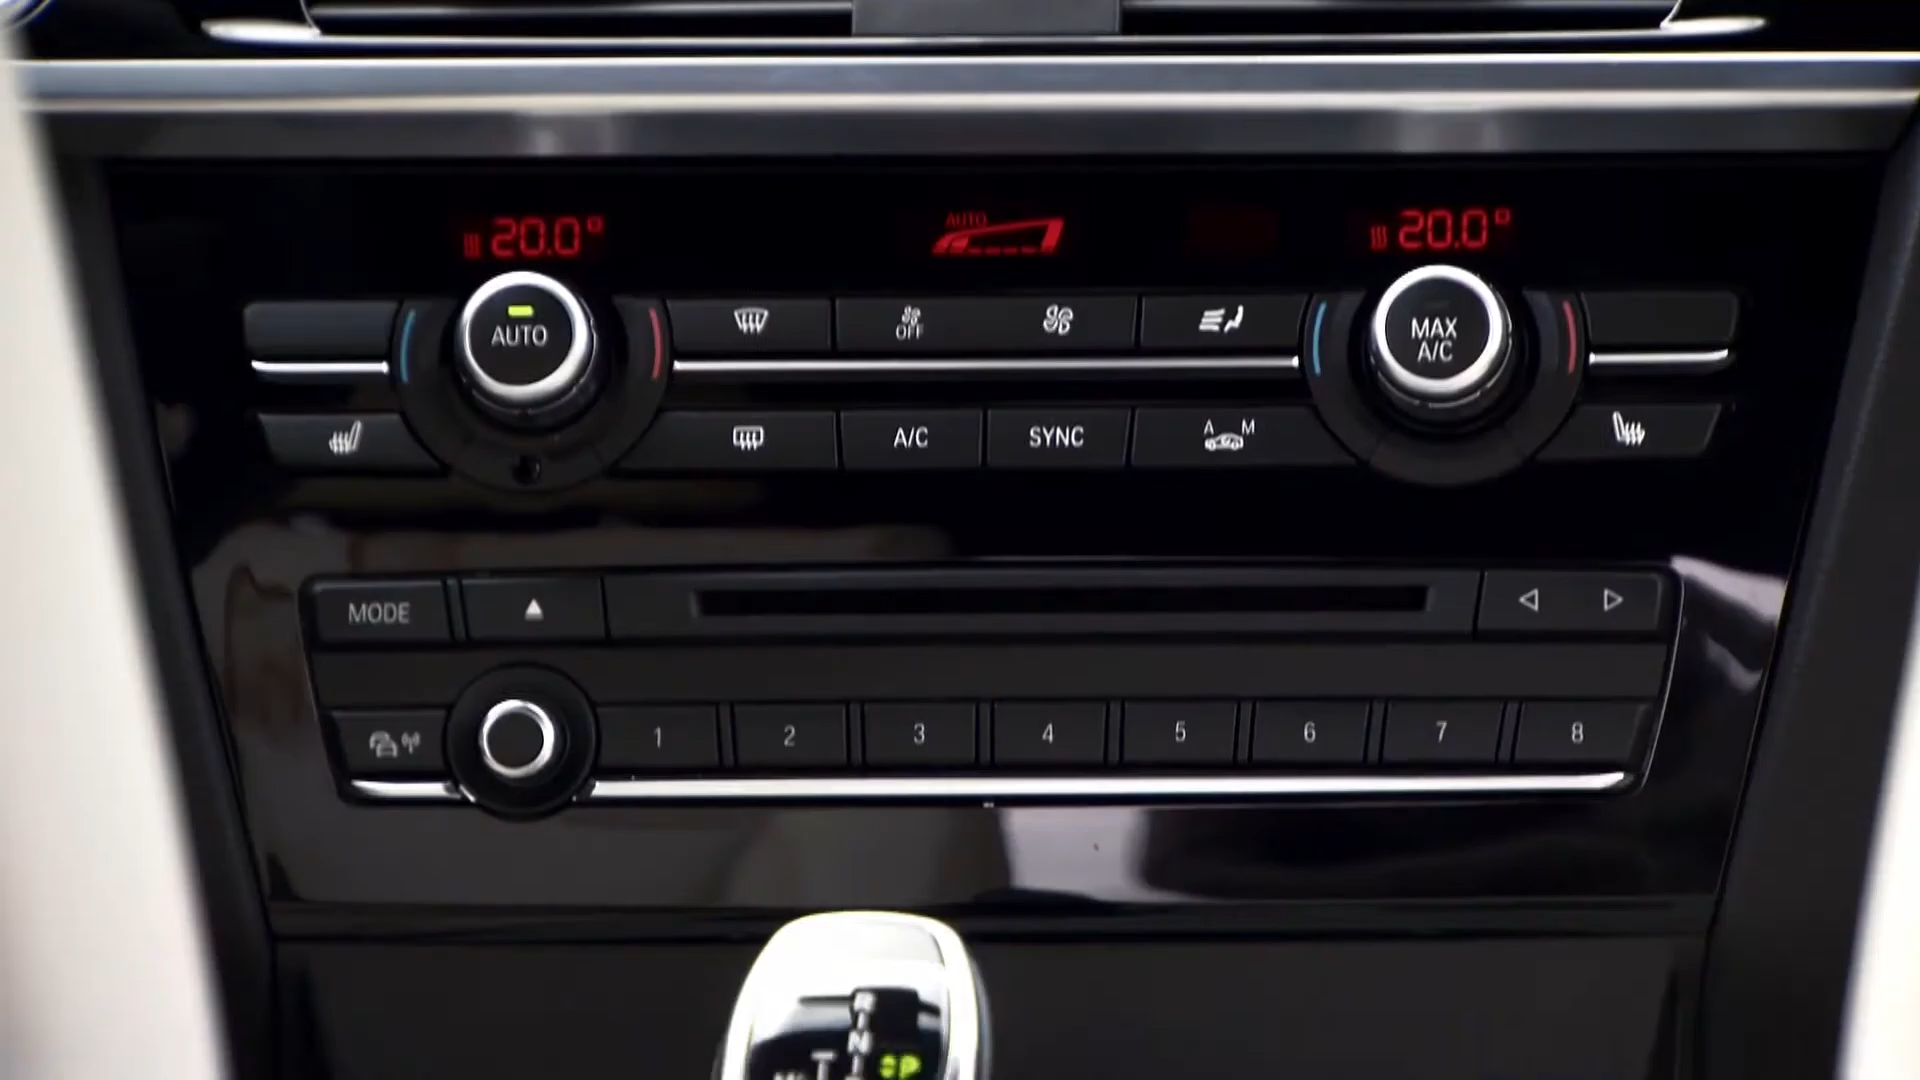 20.0°
AUTO
20.0°
AUTO
OFF
MAX
A/C
A/C
SYNC
A M
MODE
1 2 3 4 5 6 7 8
R
N
P